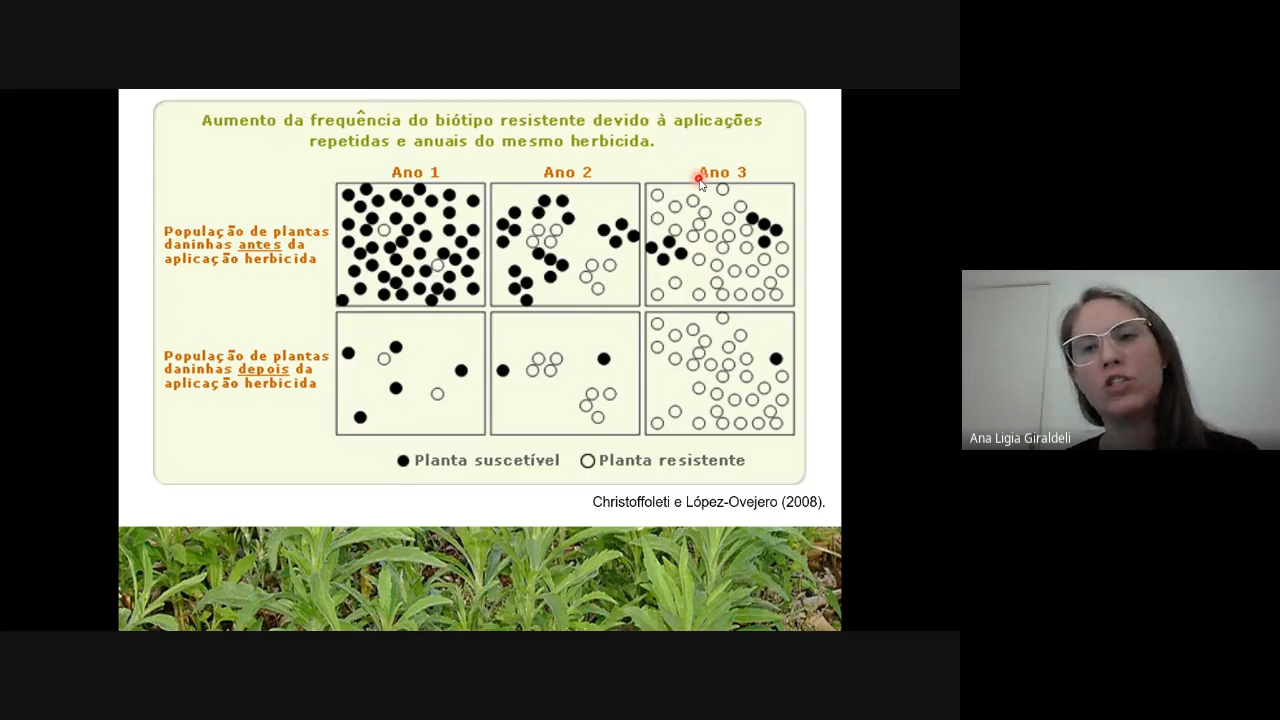 Aumento da frequência do biótipo resistente devido à aplicações
repetidas e anuais do mesmo herbicida.
Ano 1 Ano 2 Ano 3
População de plantas
daninhas antes da
aplicação herbicida
População de plantas
daninhas depois da
aplicação herbicida
Planta suscetível Planta resistente
Christoffoleti e López-Ovejero (2008).
Ana Ligia Giraldeli